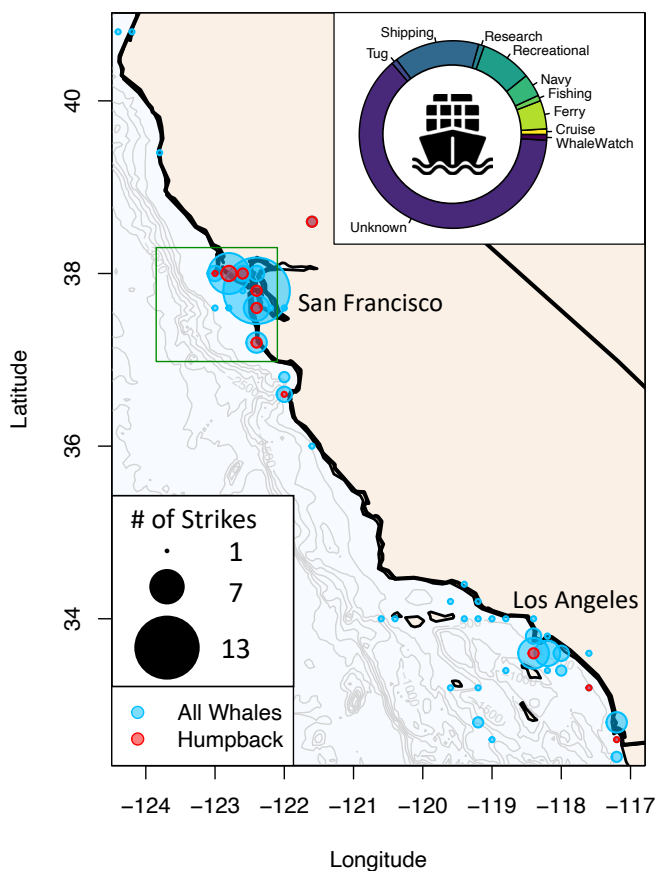 Shipping
Research
Tug
Recreational
Navy
Fishing
Ferry
Cruise
WhaleWatch
Unknown
40
38
36
34
Latitude
San Francisco
Los Angeles
# of Strikes
1
7
13
All Whales
Humpback
−124
−123
−122
−121
−120
−119
−118
−117
Longitude